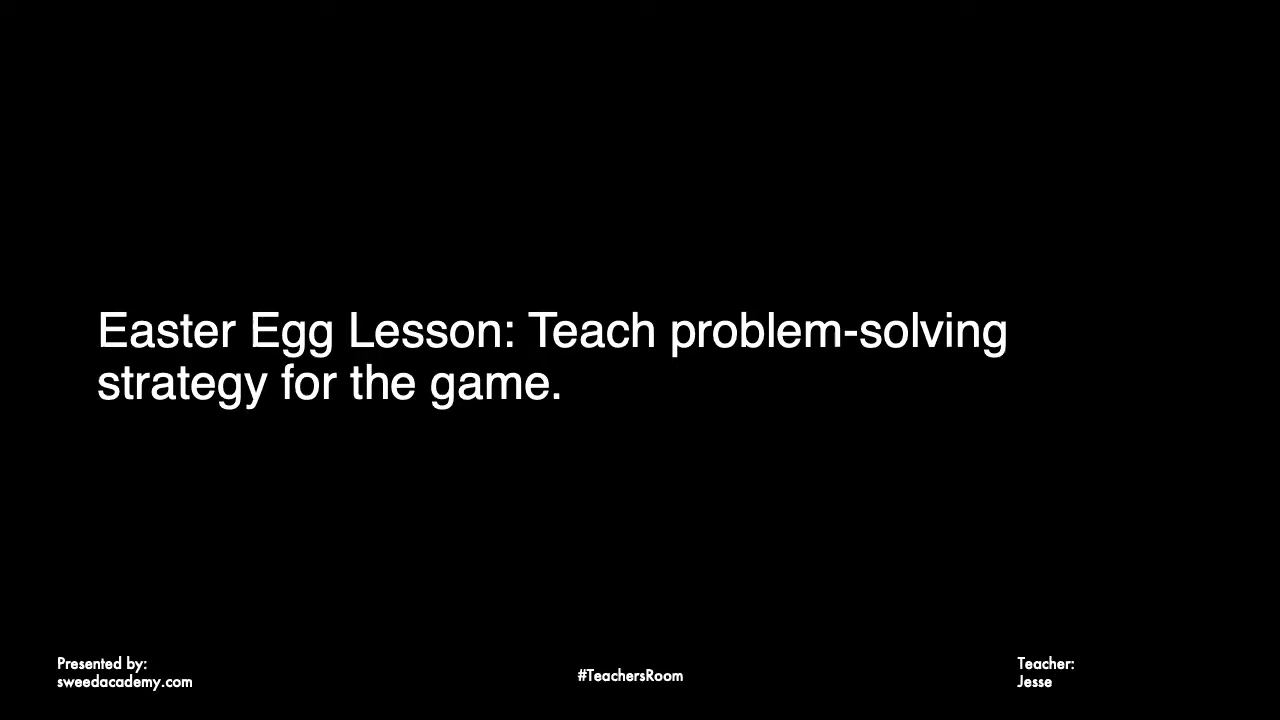 Easter Egg Lesson: Teach problem-solving
strategy for the game.
Presented by:
sweedacademy.com
#TeachersRoom
Teacher:
Jesse